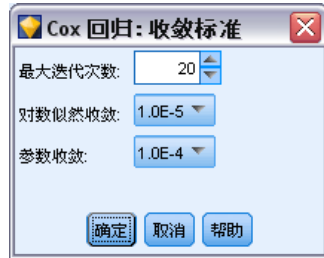 Cox 回归: 收敛标准
最大迭代次数: 20
对数似然收敛: 1.0E-5
参数收敛: 1.0E-4
确定 取消 帮助